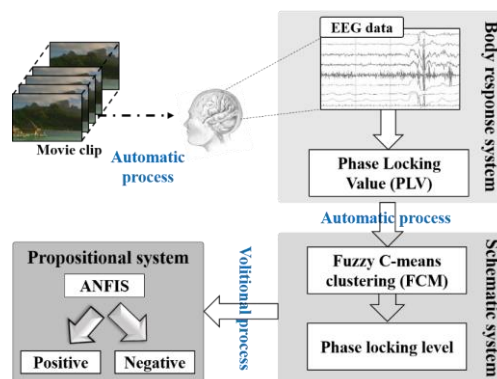 EEG data
Movie clip
Automatic
process
Body response system
Phase Locking
Value (PLV)
Automatic process
Schematic system
Fuzzy C-means
clustering (FCM)
Phase locking level
Volitional process
Propositional system
ANFIS
Positive
Negative